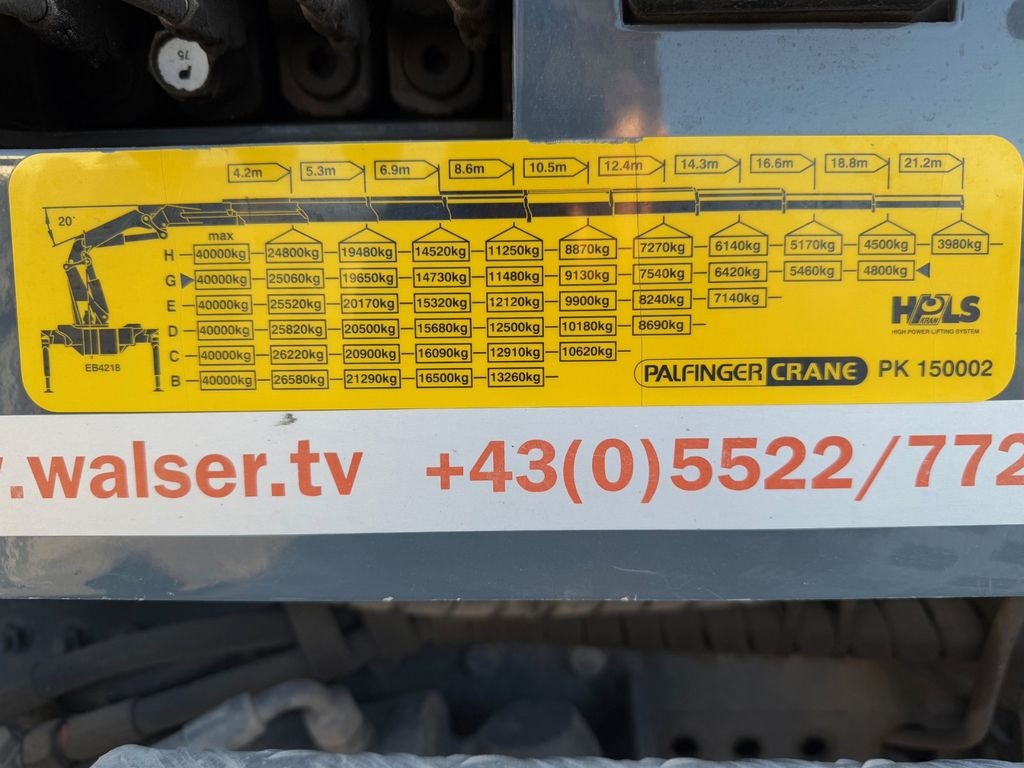 75
4.2m 5.3m 6.9m 8.6m 10.5m 12.4m 14.3m 16.6m 18.8m 21.2m
20°
max
H 40000kg 24800kg 19480kg 14520kg 11250kg 8870kg 7270kg 6140kg 5170kg 4500kg 3980kg
G 40000kg 25060kg 19650kg 14730kg 11480kg 9130kg 7540kg 6420kg 5460kg 4800kg
E 40000kg 25520kg 20170kg 15320kg 12120kg 9900kg 8240kg 7140kg
D 40000kg 25820kg 20500kg 15680kg 12500kg 10180kg 8690kg
C 40000kg 26220kg 20900kg 16090kg 12910kg 10620kg
B 40000kg 26580kg 21290kg 16500kg 13260kg
EB4218
HPLS
KRAN
HIGH POWER LIFTING SYSTEM
PALFINGER CRANE PK 150002
.walser.tv +43(0)5522/772